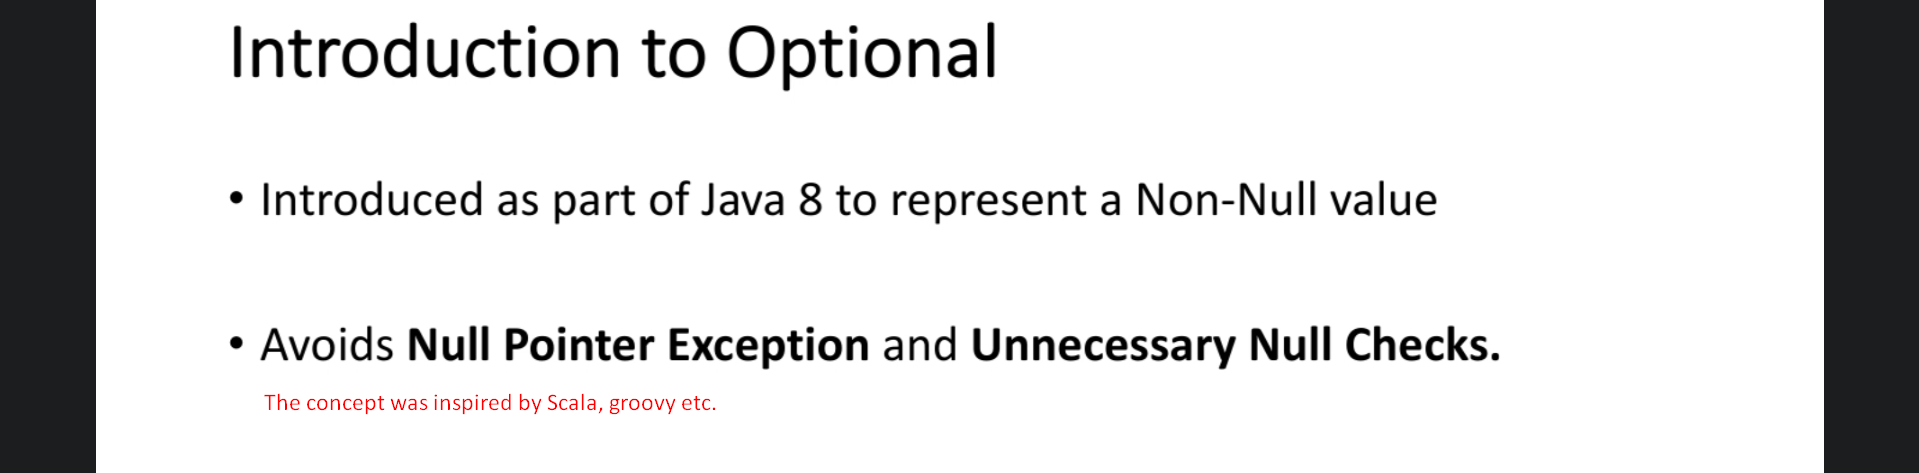 Introduction to Optional
• Introduced as part of Java 8 to represent a Non-Null value
• Avoids Null Pointer Exception and Unnecessary Null Checks.
The concept was inspired by Scala, groovy etc.